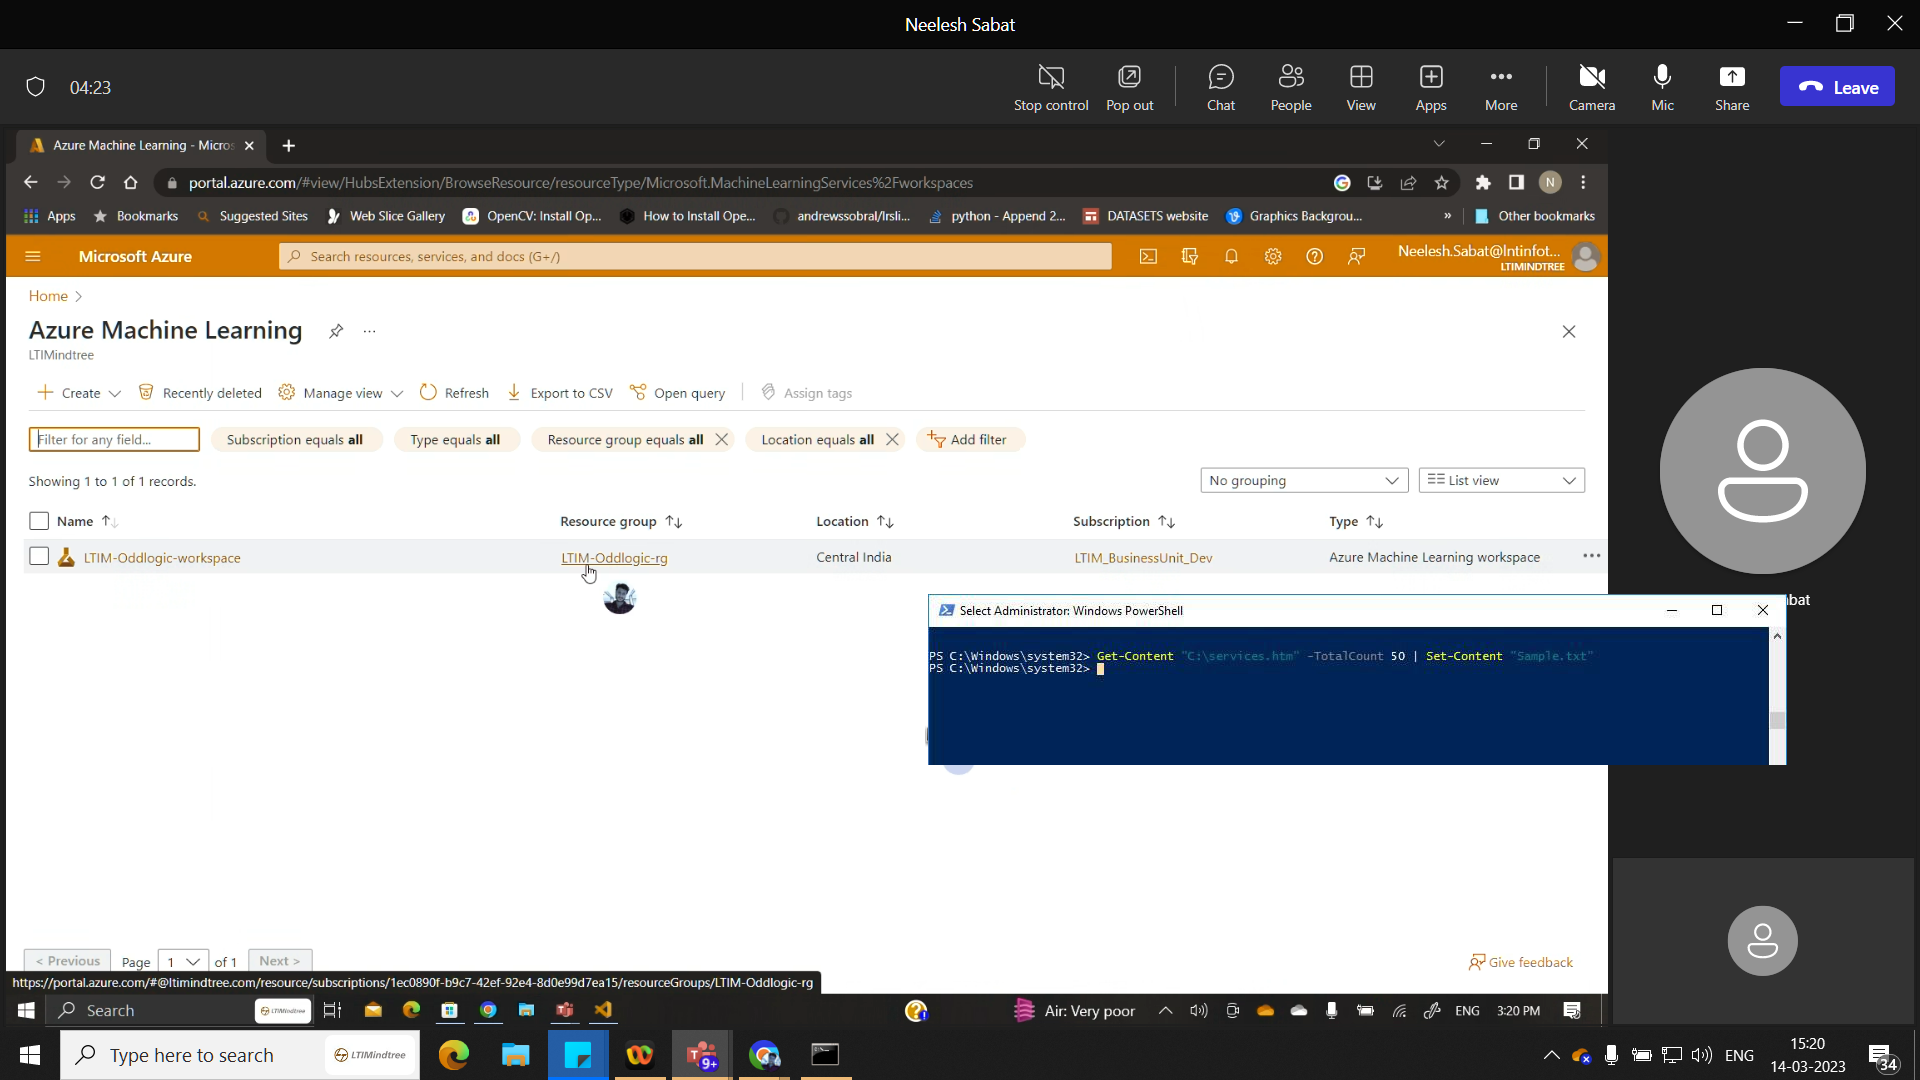 Neelesh Sabat
04:23
Stop control
Pop out
Chat
People
View
Apps
More
Camera
Mic
Share
Leave
Azure Machine Learning - Micros
portal.azure.com/#view/HubsExtension/BrowseResource/resourceType/Microsoft.MachineLearningServices%2Fworkspaces
N
Apps
Bookmarks
Suggested Sites
Web Slice Gallery
OpenCV: Install Op...
How to Install Ope...
andrewssobral/lrsli...
python - Append 2...
DATASETS website
Graphics Backgrou...
»
Other bookmarks
Microsoft Azure
Search resources, services, and docs (G+/)
Neelesh.Sabat@lntinfot...
LTIMINDTREE
Home >
Azure Machine Learning
LTIMindtree
Create
Recently deleted
Manage view
Refresh
Export to CSV
Open query
Assign tags
Filter for any field...
Subscription equals all
Type equals all
Resource group equals all
Location equals all
Add filter
Showing 1 to 1 of 1 records.
No grouping
List view
Name
Resource group
Location
Subscription
Type
LTIM-Oddlogic-workspace
LTIM-Oddlogic-rg
Central India
LTIM_BusinessUnit_Dev
Azure Machine Learning workspace
Select Administrator: Windows PowerShell
bat
PS C:\Windows\system32> Get-Content "C:\services.htm" -TotalCount 50 | Set-Content "Sample.txt"
PS C:\Windows\system32>
< Previous
Page
1
of 1
Next >
Give feedback
https://portal.azure.com/#@ltimindtree.com/resource/subscriptions/1ec0890f-b9c7-42ef-92e4-8d0e99d7ea15/resourceGroups/LTIM-Oddlogic-rg
Search
LTIMindtree
Air: Very poor
ENG
3:20 PM
Type here to search
LTIMindtree
9+
ENG
15:20
14-03-2023
34